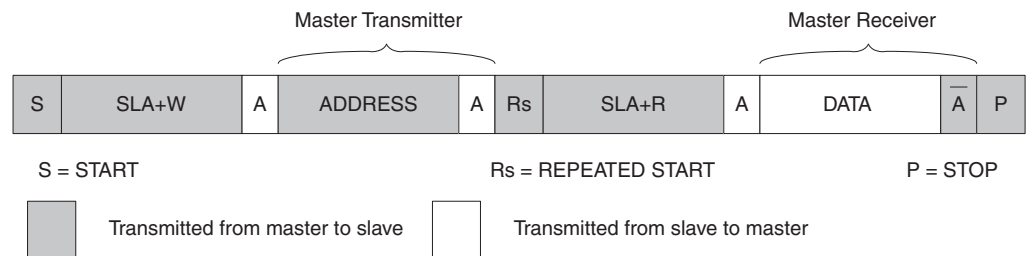 Master Transmitter Master Receiver
S SLA+W A ADDRESS A Rs SLA+R A DATA A̅ P
S = START Rs = REPEATED START P = STOP
Transmitted from master to slave Transmitted from slave to master